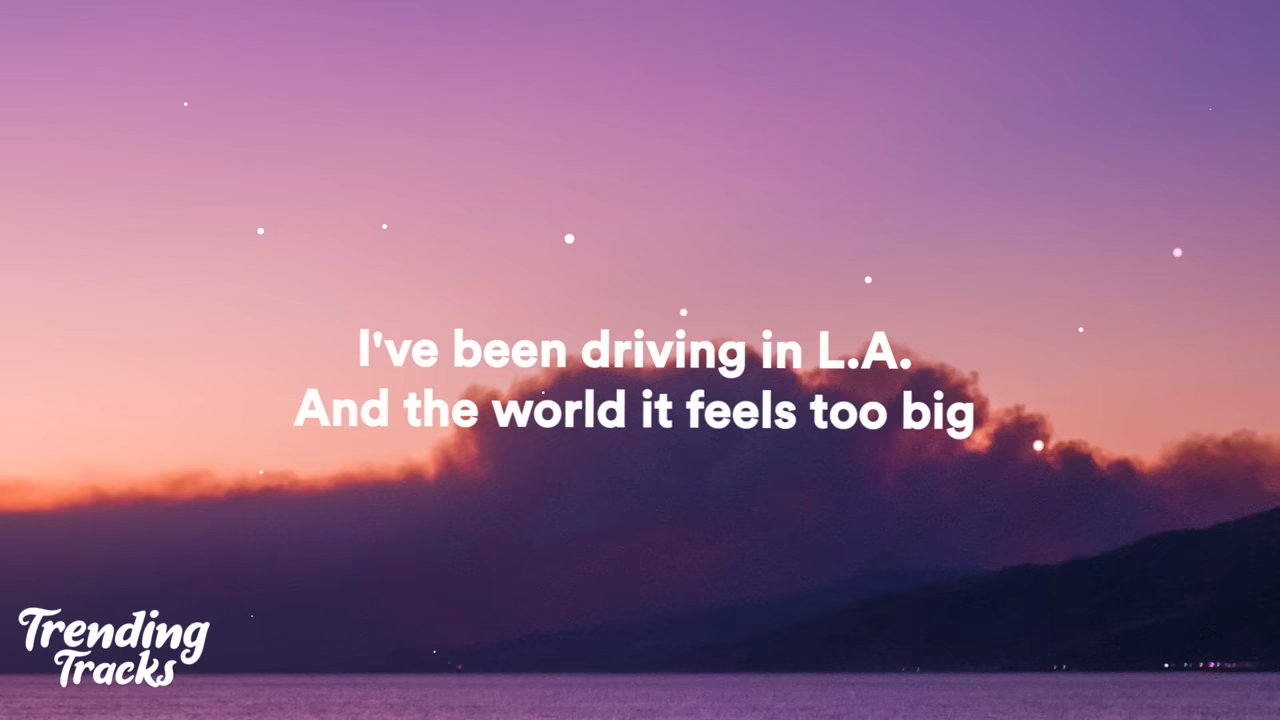 I've been driving in L.A.
And the world it feels too big
Trending
Tracks